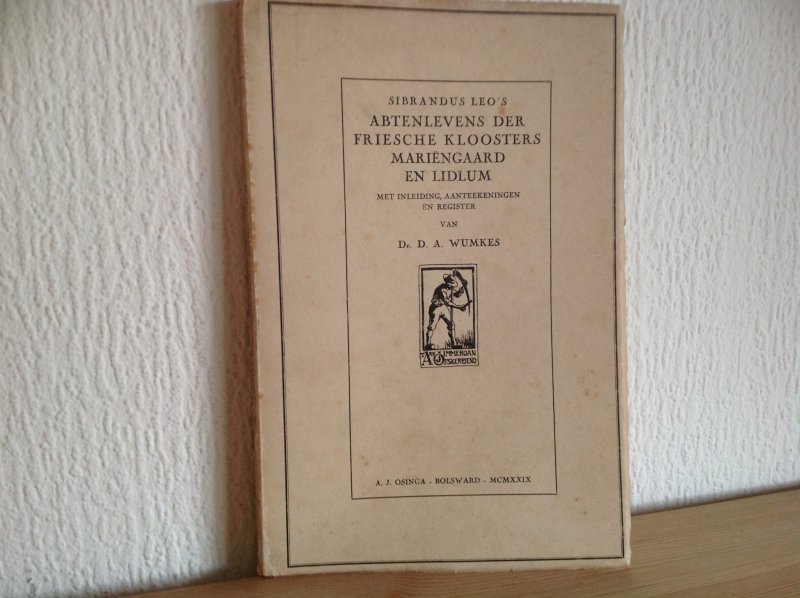 SIBRANDUS LEO'S
ABTENLEVENS DER
FRIESCHE KLOOSTERS
MARIËNGAARD
EN LIDLUM
MET INLEIDING, AANTEEKENINGEN
EN REGISTER
VAN
Dr. D. A. WUMKES
A. J. OSINGA - BOLSWARD - MCMXXIX